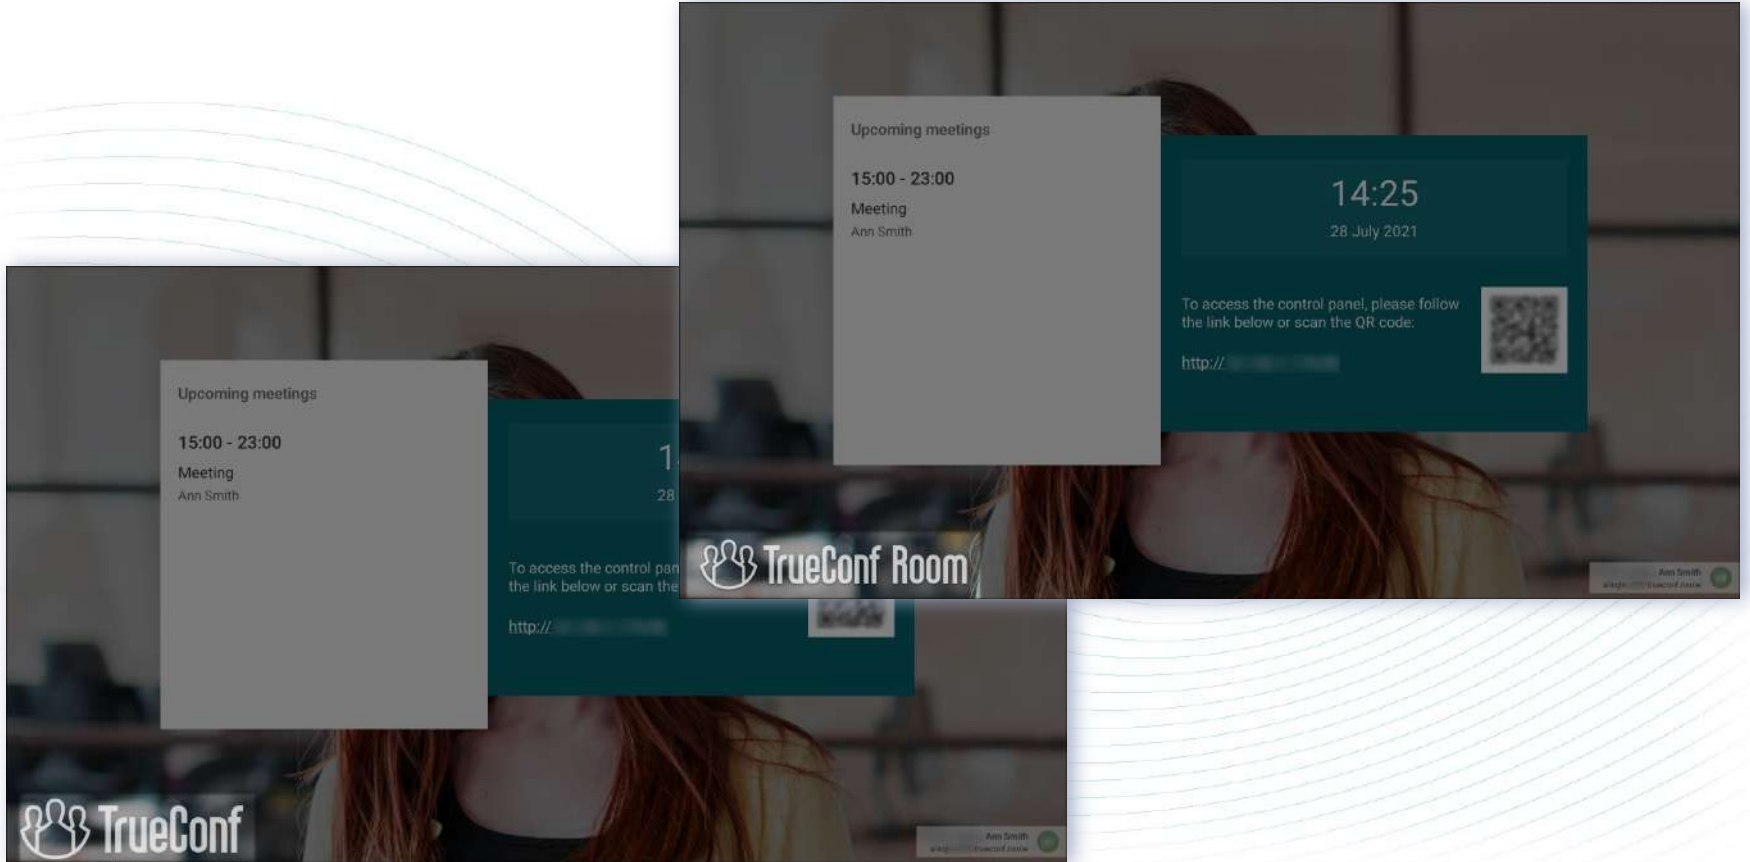 Upcoming meetings
15:00 - 23:00
Meeting
Ann Smith
14:25
28 July 2021
To access the control panel, please follow
the link below or scan the QR code:
http://
TrueConf Room
Ann Smith
Upcoming meetings
15:00 - 23:00
Meeting
Ann Smith
1
28
To access the control pan
the link below or scan the
http://
TrueConf
Ann Smith